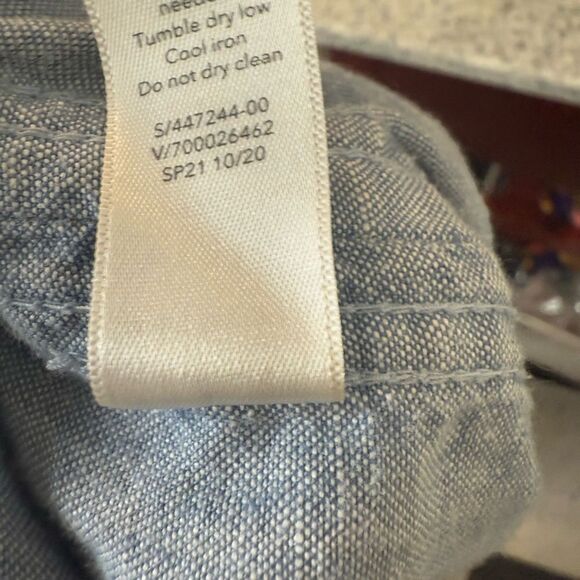 Tumble dry low
Cool iron
Do not dry clean
S/447244-00
V/700026462
SP21 10/20